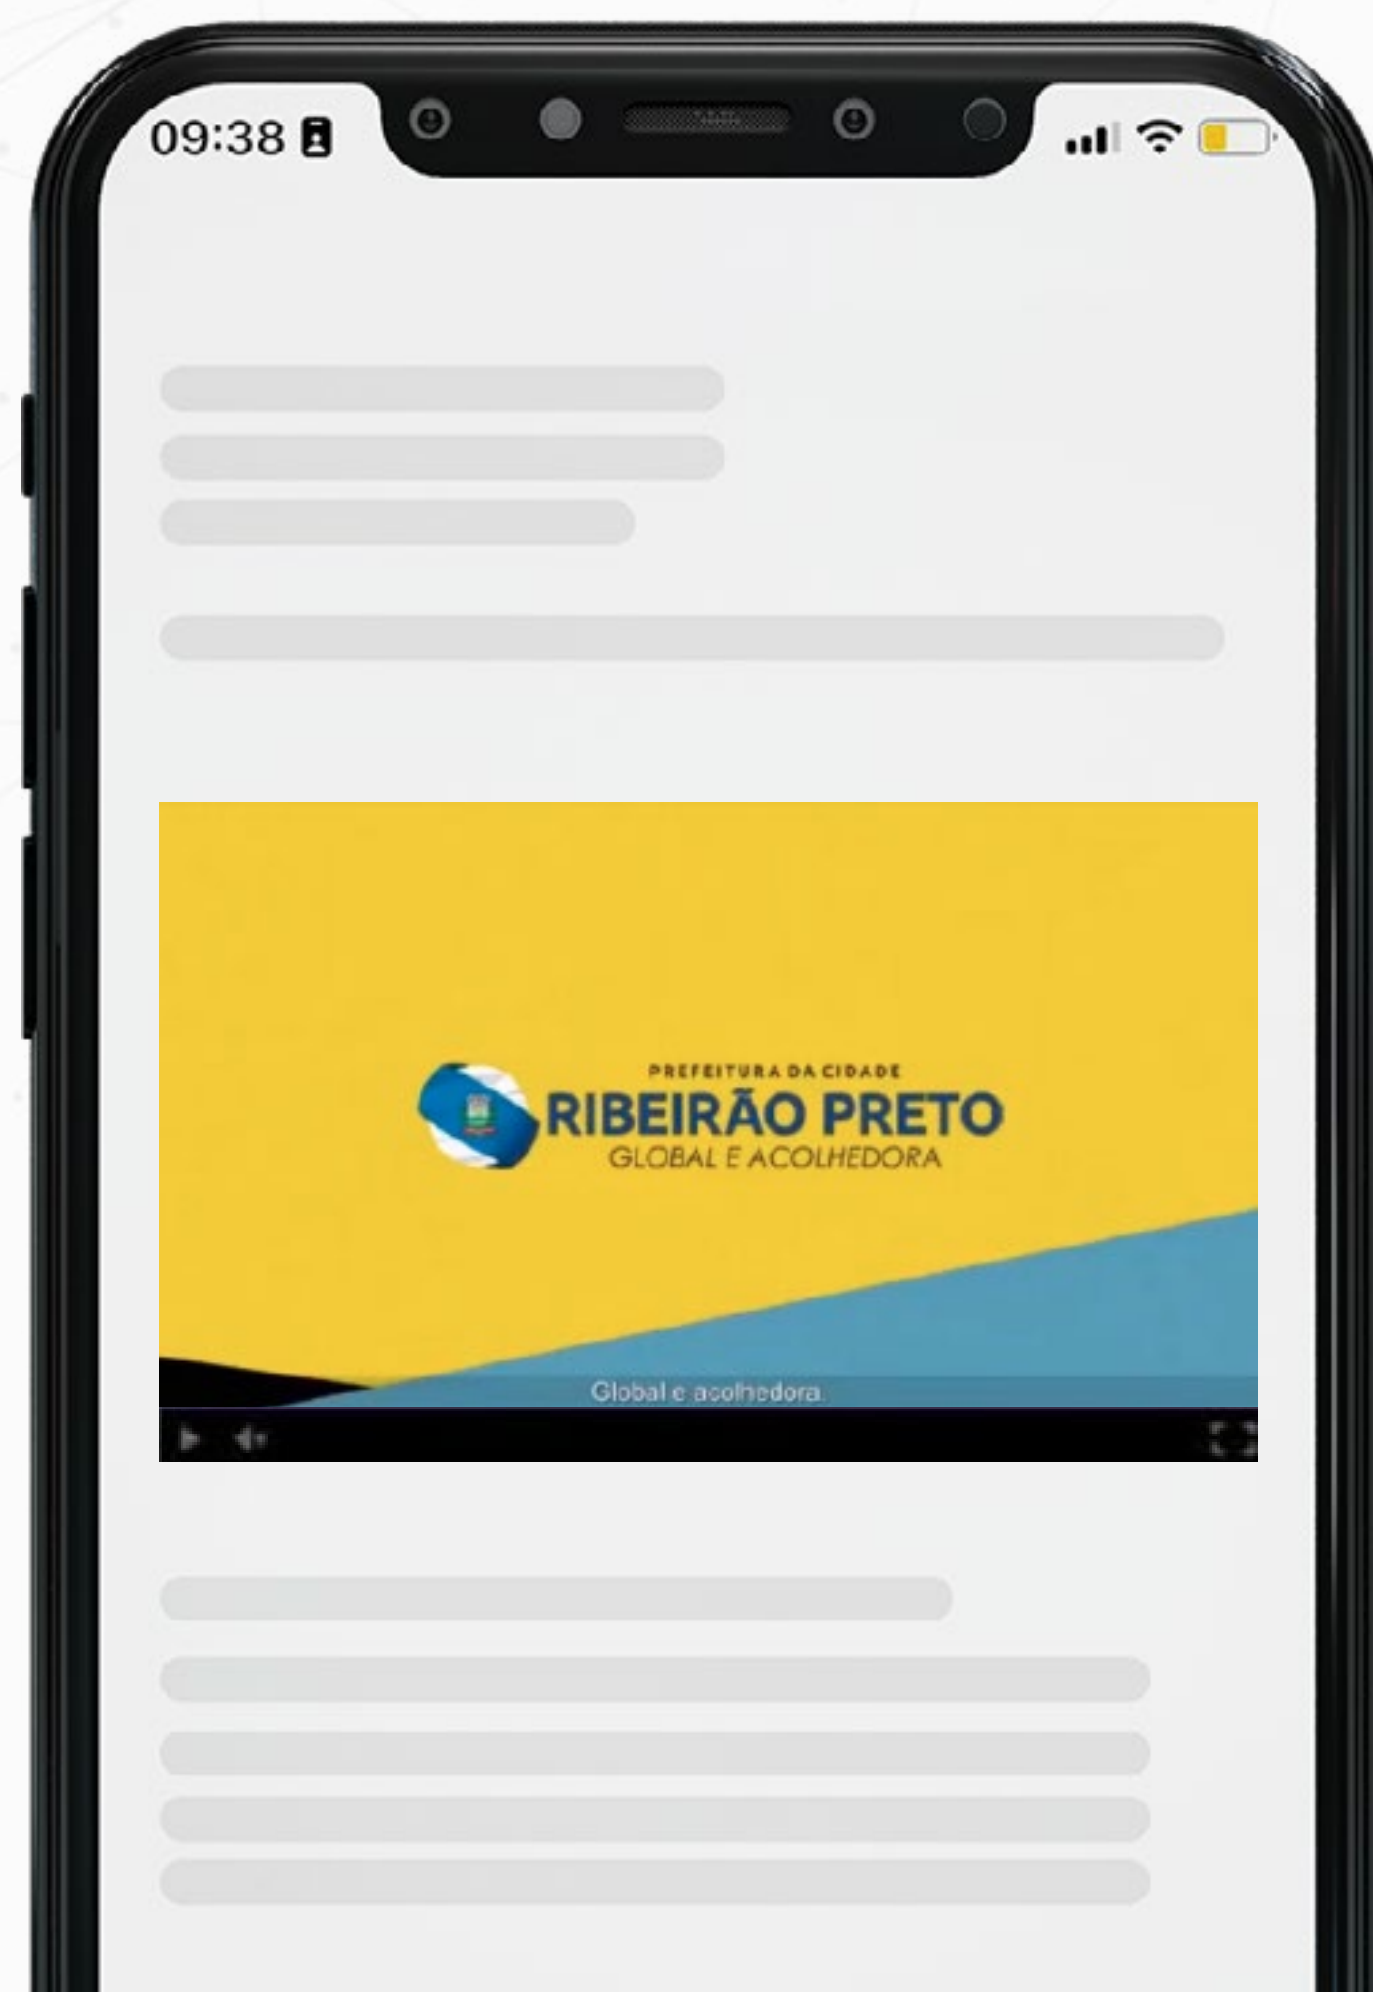 09:38
PREFEITURA DA CIDADE
RIBEIRÃO PRETO
GLOBAL E ACOLHEDORA
Global e acolhedora.